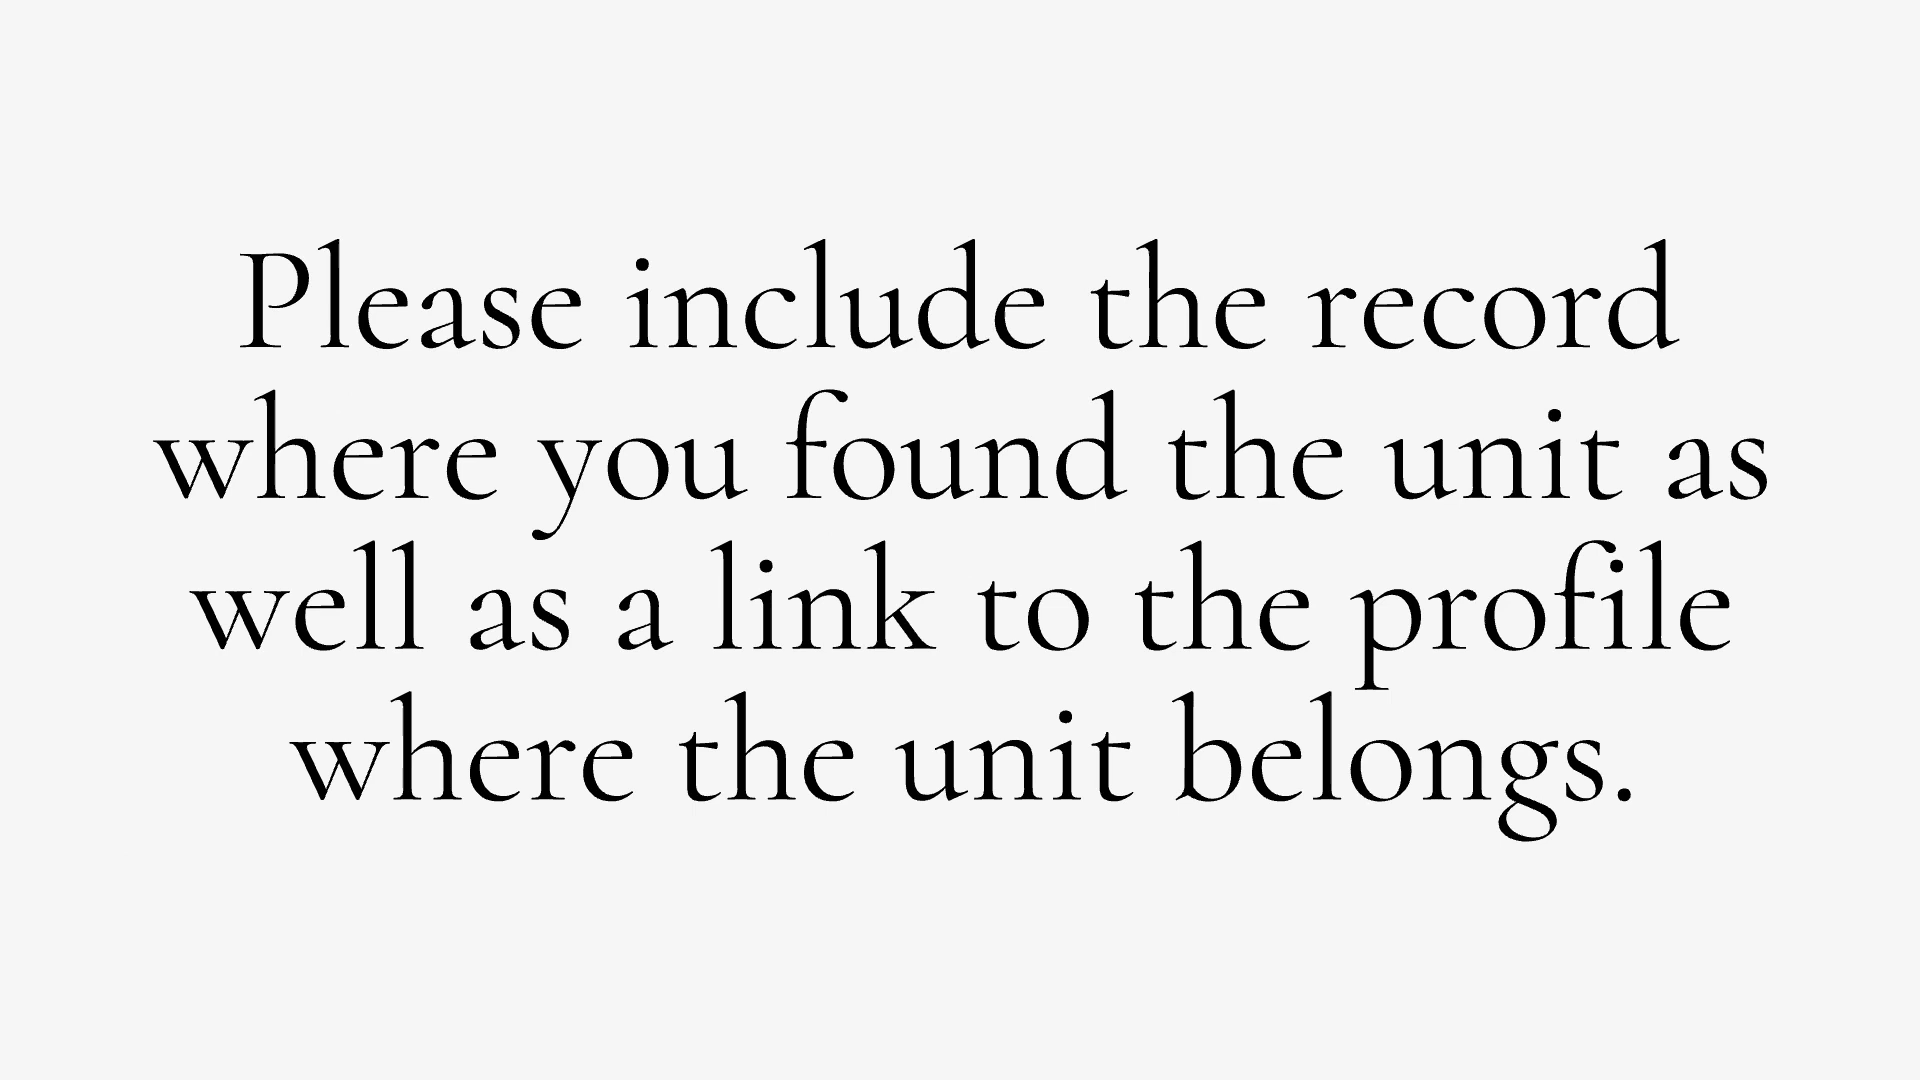 Please include the record
where you found the unit as
well as a link to the profile
where the unit belongs.